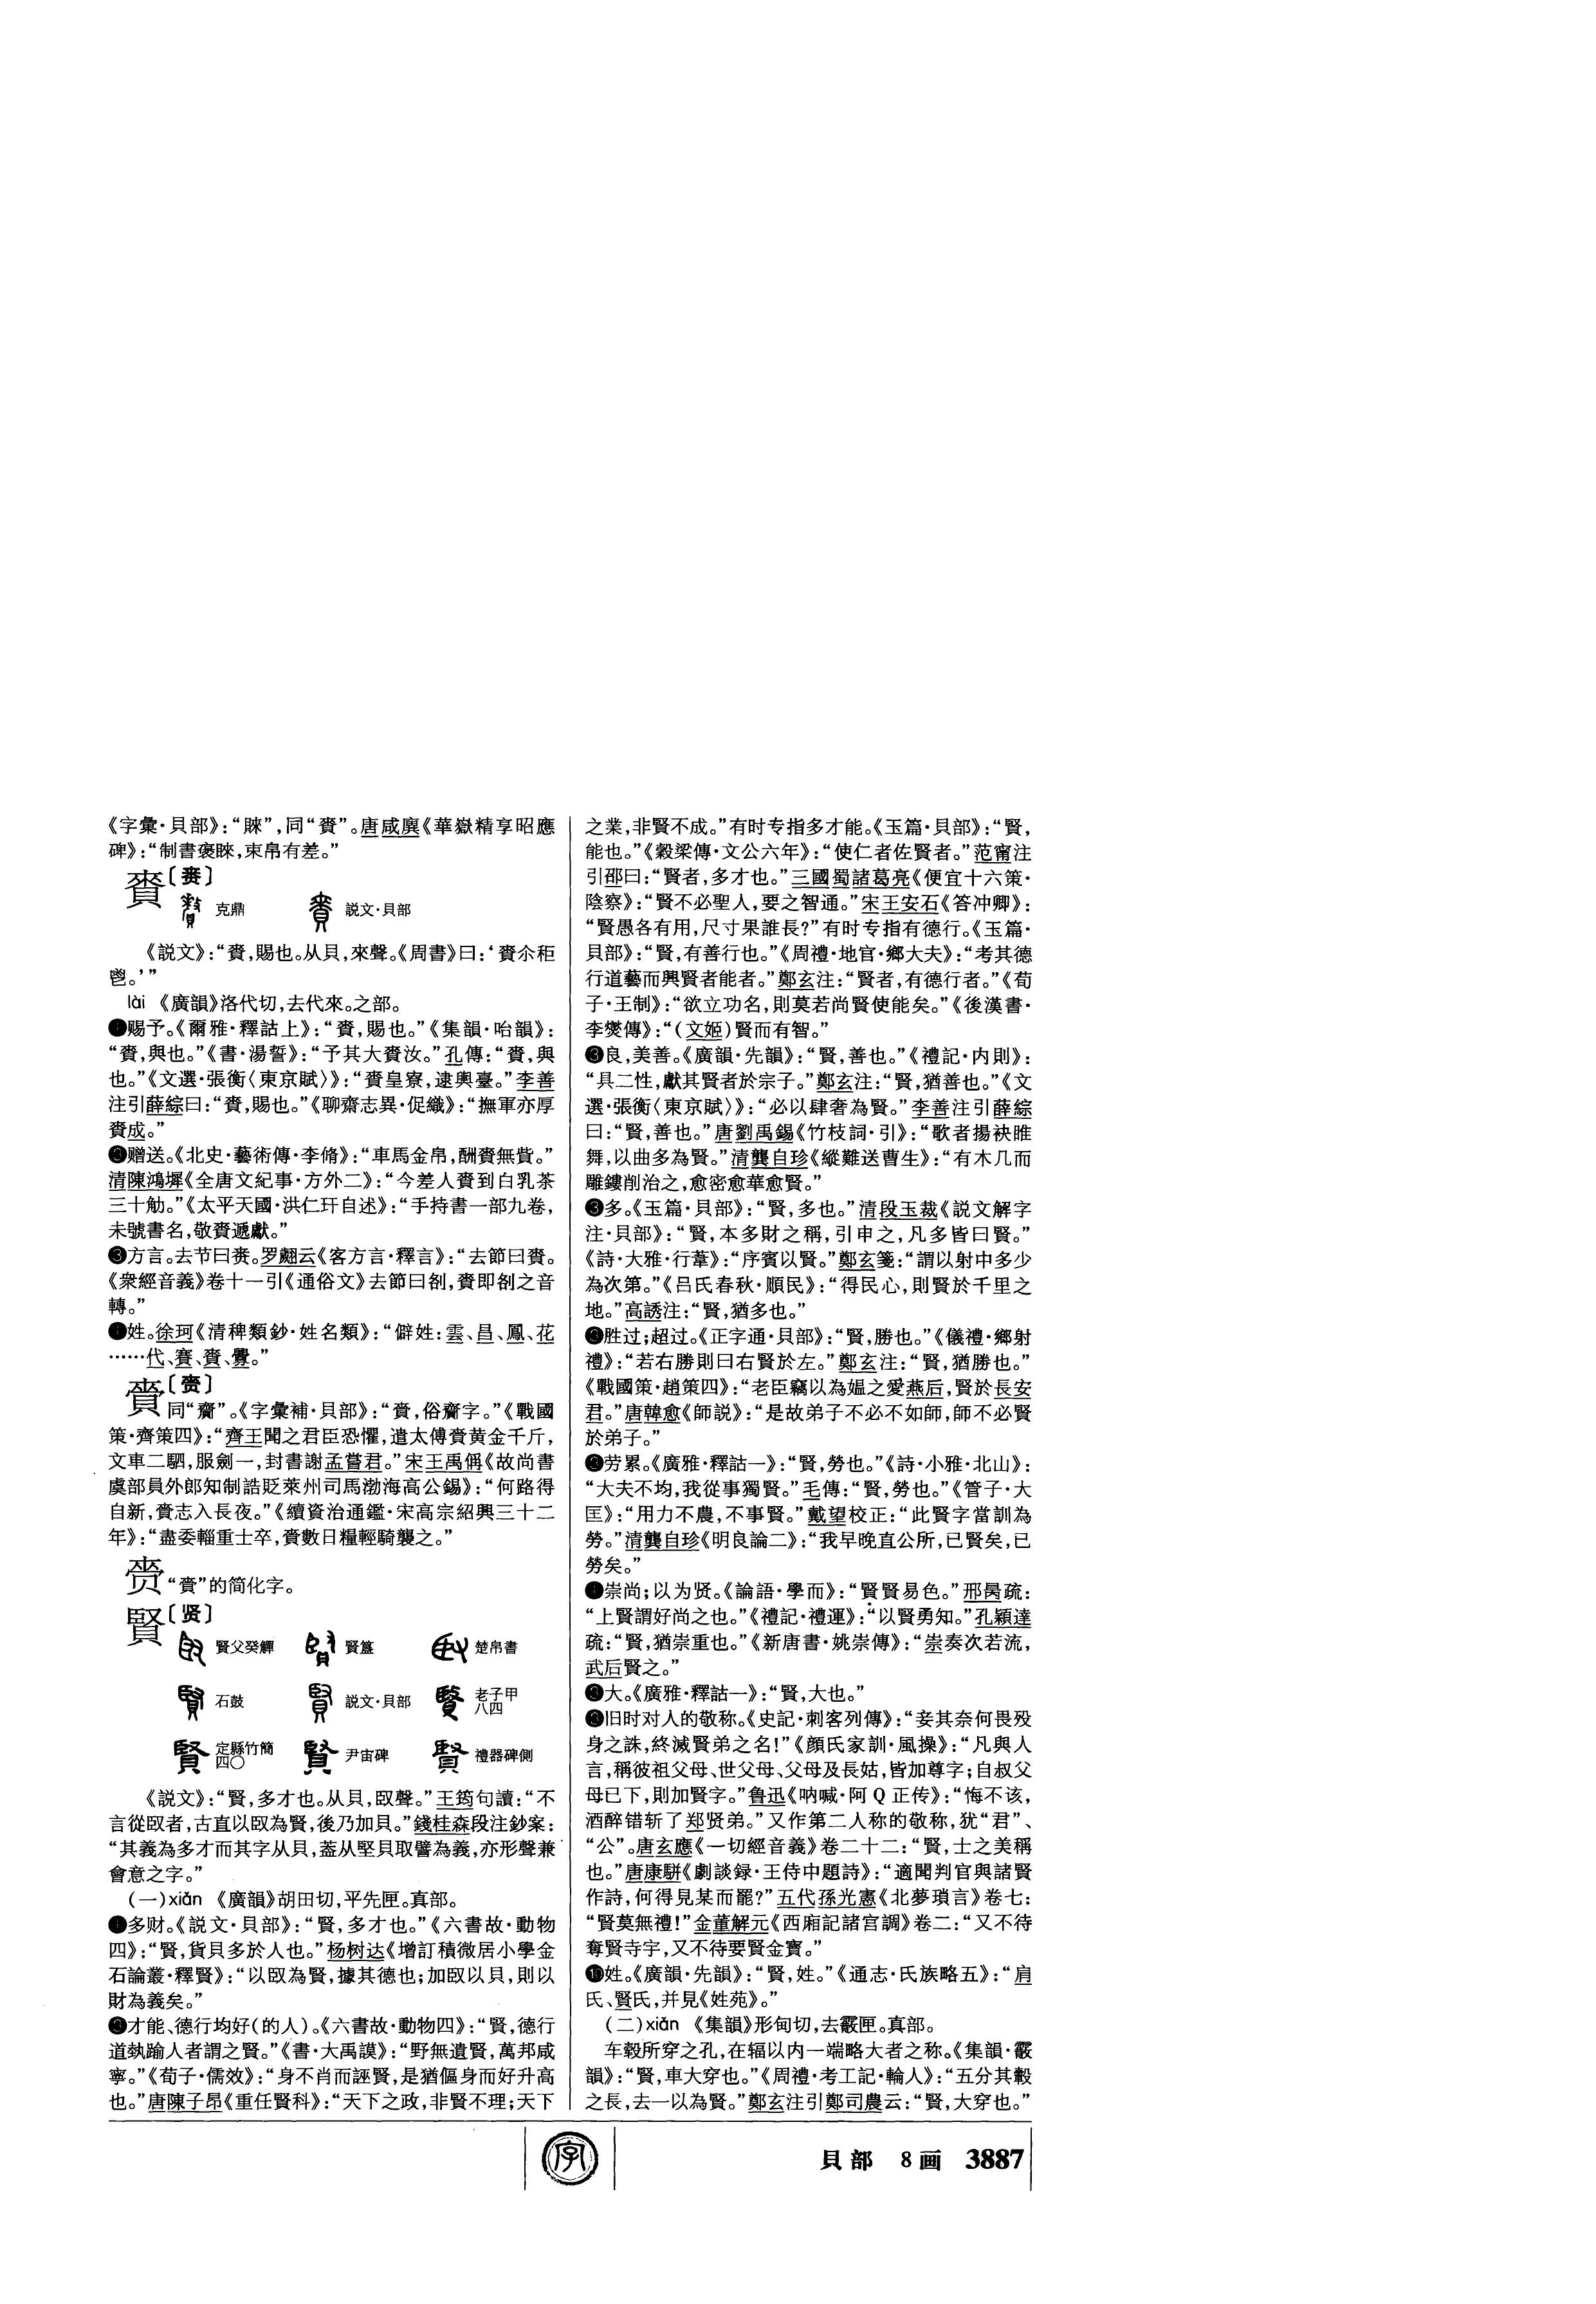 《字彙·貝部》：“䚅”，同“賚”。唐咸廙《華嶽精享昭應
碑》：“制書褒睞，束帛有差。”
賚〔赉〕
克鼎 説文·貝部
《説文》：“賚，賜也。从貝，來聲。《周書》曰：‘賚尒秬
鬯。’”
lài 《廣韻》洛代切，去代來。之部。
赐予。《爾雅·釋詁上》：“賚，賜也。”《集韻·咍韻》：
“賚，與也。”《書·湯誓》：“予其大賚汝。”孔傳：“賚，與
也。”《文選·張衡〈東京賦〉》：“賚皇寮，逮輿臺。”李善
注引薛綜曰：“賚，賜也。”《聊齋志異·促織》：“撫軍亦厚
賚成。”
赠送。《北史·藝術傳·李脩》：“車馬金帛，酬賚無貲。”
清陳鴻墀《全唐文紀事·方外二》：“今差人賚到白乳茶
三十觔。”《太平天國·洪仁玕自述》：“手持書一部九卷，
未號書名，敬賚遞獻。”
❸方言。去节曰赉。罗翽云《客方言·釋言》：“去節曰賚。
《衆經音義》卷十一引《通俗文》去節曰刽，賚即刽之音
轉。”
姓。徐珂《清稗類鈔·姓名類》：“僻姓：雲、昌、鳳、花
……代、賽、賚、釁。”
賫〔赍〕
同“齎”。《字彙補·貝部》：“賫，俗齎字。”《戰國
策·齊策四》：“齊王聞之君臣恐懼，遣太傅賫黄金千斤，
文車二駟，服劍一，封書謝孟嘗君。”宋王禹偁《故尚書
虞部員外郎知制誥貶萊州司馬渤海高公錫》：“何路得
自新，賫志入長夜。”《續資治通鑑·宋高宗紹興三十二
年》：“盡委輜重士卒，賫數日糧輕騎襲之。”
赍 “賫”的简化字。
賢〔贤〕
賢父癸觶 賢簋 楚帛書
石鼓 説文·貝部 老子甲八四
定縣竹簡四〇 尹宙碑 禮器碑側
《説文》：“賢，多才也。从貝，臤聲。”王筠句讀：“不
言從臤者，古直以臤為賢，後乃加貝。”錢桂森段注鈔案：
“其義為多才而其字从貝，葢从堅貝取譬為義，亦形聲兼
會意之字。”
（一）xián 《廣韻》胡田切，平先匣。真部。
多财。《説文·貝部》：“賢，多才也。”《六書故·動物
四》：“賢，貨貝多於人也。”杨树达《增訂積微居小學金
石論叢·釋賢》：“以臤為賢，據其德也；加臤以貝，則以
財為義矣。”
才能、德行均好（的人）。《六書故·動物四》：“賢，德行
道執踰人者謂之賢。”《書·大禹謨》：“野無遺賢，萬邦咸
寧。”《荀子·儒效》：“身不肖而誣賢，是猶傴身而好升高
也。”唐陳子昂《重任賢科》：“天下之政，非賢不理；天下
之業，非賢不成。”有时专指多才能。《玉篇·貝部》：“賢，
能也。”《穀梁傳·文公六年》：“使仁者佐賢者。”范甯注
引邵曰：“賢者，多才也。”三國蜀諸葛亮《便宜十六策·
陰察》：“賢不必聖人，要之智通。”宋王安石《答冲卿》：
“賢愚各有用，尺寸果誰長？”有时专指有德行。《玉篇·
貝部》：“賢，有善行也。”《周禮·地官·鄉大夫》：“考其德
行道藝而興賢者能者。”鄭玄注：“賢者，有德行者。”《荀
子·王制》：“欲立功名，則莫若尚賢使能矣。”《後漢書·
李燮傳》：“（文姬）賢而有智。”
❸良，美善。《廣韻·先韻》：“賢，善也。”《禮記·内則》：
“具二牲，獻其賢者於宗子。”鄭玄注：“賢，猶善也。”《文
選·張衡〈東京賦〉》：“必以肆奢為賢。”李善注引薛綜
曰：“賢，善也。”唐劉禹錫《竹枝詞·引》：“歌者揚袂睢
舞，以曲多為賢。”清龔自珍《縱難送曹生》：“有木几而
雕鏤削治之，愈密愈華愈賢。”
多。《玉篇·貝部》：“賢，多也。”清段玉裁《説文解字
注·貝部》：“賢，本多財之稱，引申之，凡多皆曰賢。”
《詩·大雅·行葦》：“序賓以賢。”鄭玄箋：“謂以射中多少
為次第。”《吕氏春秋·順民》：“得民心，則賢於千里之
地。”高誘注：“賢，猶多也。”
胜过；超过。《正字通·貝部》：“賢，勝也。”《儀禮·鄉射
禮》：“若右勝則曰右賢於左。”鄭玄注：“賢，猶勝也。”
《戰國策·趙策四》：“老臣竊以為媪之愛燕后，賢於長安
君。”唐韓愈《師説》：“是故弟子不必不如師，師不必賢
於弟子。”
劳累。《廣雅·釋詁一》：“賢，勞也。”《詩·小雅·北山》：
“大夫不均，我從事獨賢。”毛傳：“賢，勞也。”《管子·大
匡》：“用力不農，不事賢。”戴望校正：“此賢字當訓為
勞。”清龔自珍《明良論二》：“我早晚直公所，已賢矣，已
勞矣。”
崇尚；以为贤。《論語·學而》：“賢賢易色。”邢昺疏：
“上賢謂好尚之也。”《禮記·禮運》：“以賢勇知。”孔穎達
疏：“賢，猶崇重也。”《新唐書·姚崇傳》：“崇奏次若流，
武后賢之。”
大。《廣雅·釋詁一》：“賢，大也。”
旧时对人的敬称。《史記·刺客列傳》：“妾其奈何畏殁
身之誅，終滅賢弟之名！”《顔氏家訓·風操》：“凡與人
言，稱彼祖父母、世父母、父母及長姑，皆加尊字；自叔父
母已下，則加賢字。”鲁迅《呐喊·阿Q正传》：“悔不该，
酒醉错斩了郑贤弟。”又作第二人称的敬称，犹“君”、
“公”。唐玄應《一切經音義》卷二十二：“賢，士之美稱
也。”唐康駢《劇談録·王侍中題詩》：“適聞判官與諸賢
作詩，何得見某而罷？”五代孫光憲《北夢瑣言》卷七：
“賢莫無禮！”金董解元《西廂記諸宫調》卷二：“又不待
奪賢寺宇，又不待要賢金寶。”
❿姓。《廣韻·先韻》：“賢，姓。”《通志·氏族略五》：“肩
氏、賢氏，并見《姓苑》。”
（二）xiàn 《集韻》形甸切，去霰匣。真部。
车毂所穿之孔，在辐以内一端略大者之称。《集韻·霰
韻》：“賢，車大穿也。”《周禮·考工記·輪人》：“五分其轂
之長，去一以為賢。”鄭玄注引鄭司農云：“賢，大穿也。”
字
貝部 8画 3887